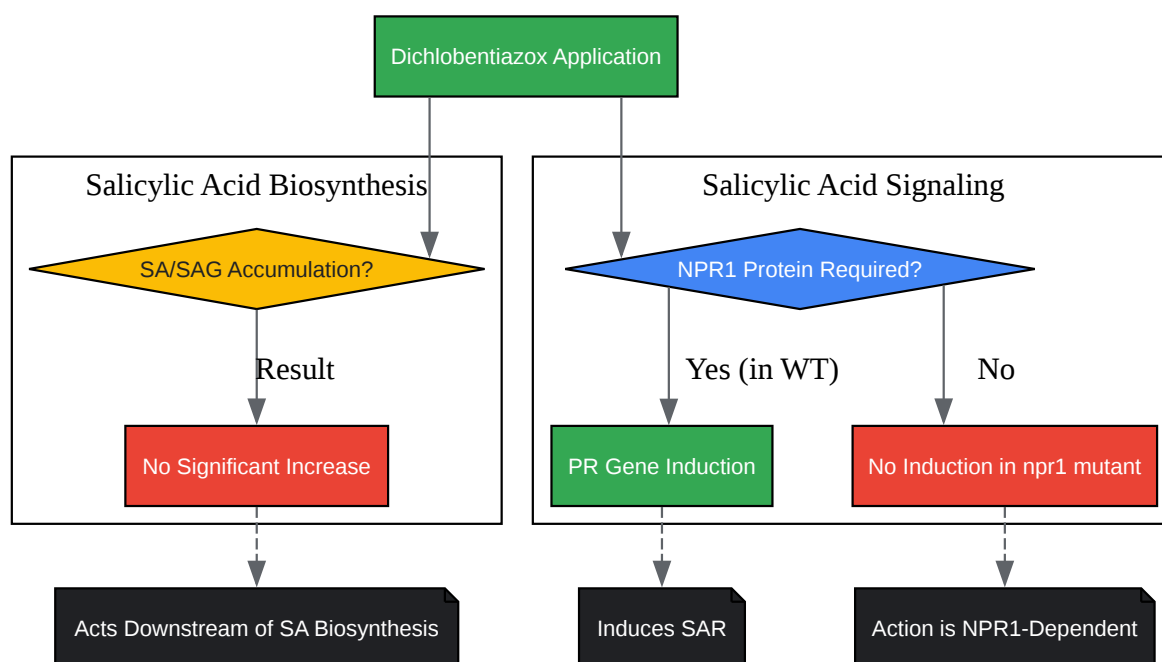 Dichlobentiazox Application
Salicylic Acid Biosynthesis
Salicylic Acid Signaling
SA/SAG Accumulation?
NPR1 Protein Required?
Result
Yes (in WT)
No
No Significant Increase
PR Gene Induction
No Induction in npr1 mutant
Acts Downstream of SA Biosynthesis
Induces SAR
Action is NPR1-Dependent